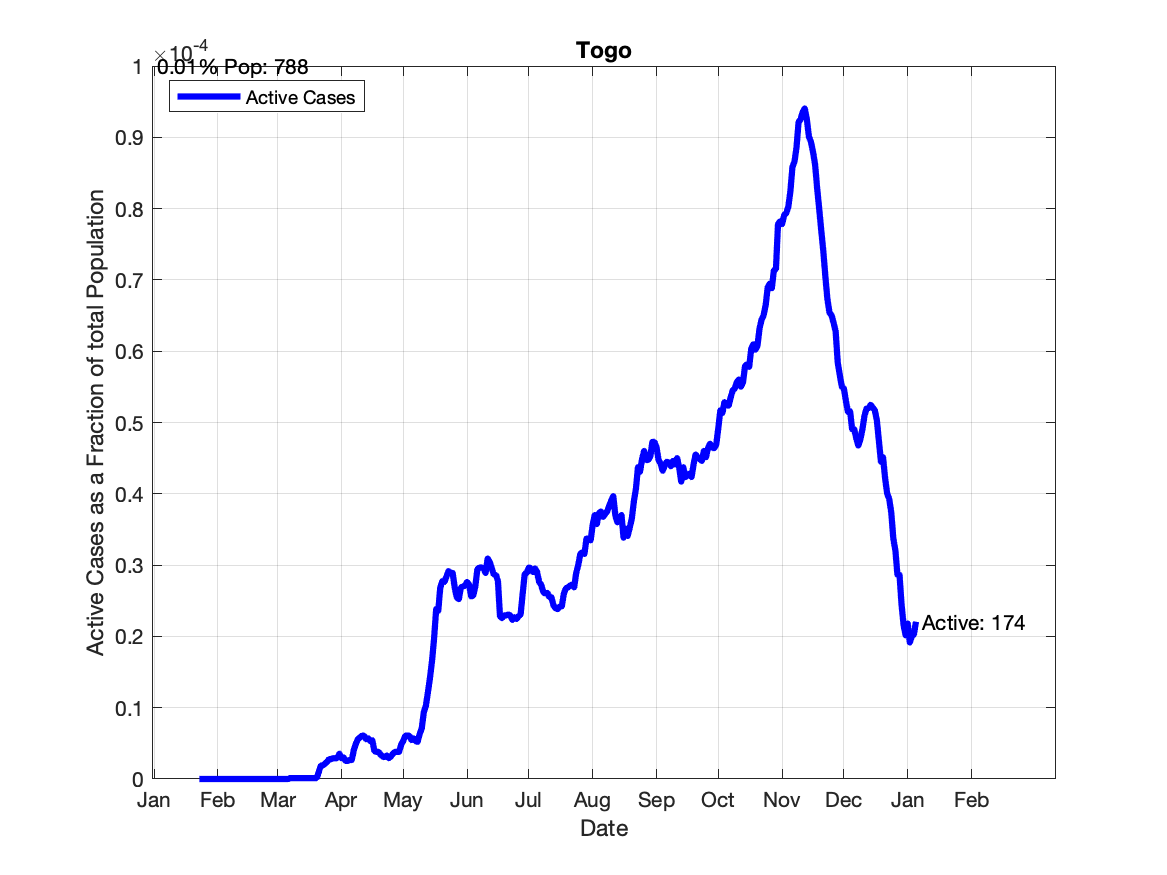 Togo
×10-4
0.01% Pop: 788
Active Cases
1
0.9
0.8
0.7
0.6
0.5
0.4
0.3
0.2
0.1
0
Active Cases as a Fraction of total Population
Active: 174
Jan Feb Mar Apr May Jun Jul Aug Sep Oct Nov Dec Jan Feb
Date